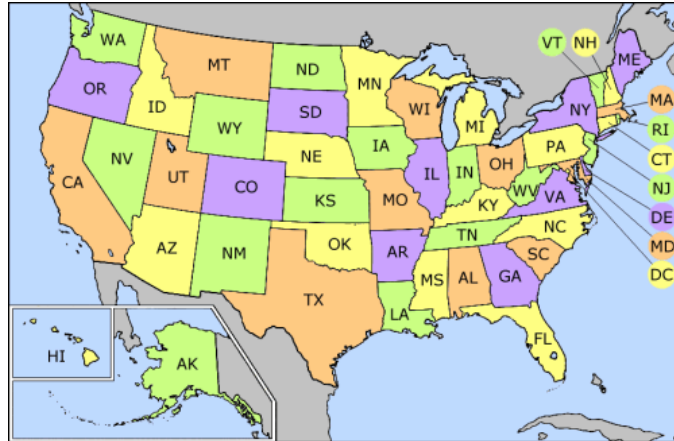 WA
MT
ND
MN
VT
NH
ME
OR
ID
SD
WI
MI
NY
MA
WY
RI
NV
NE
IA
PA
CT
CA
UT
CO
IL
IN
OH
NJ
KS
MO
KY
WV
VA
DE
AZ
NM
OK
AR
TN
NC
MD
SC
DC
TX
MS
AL
GA
LA
FL
HI
AK